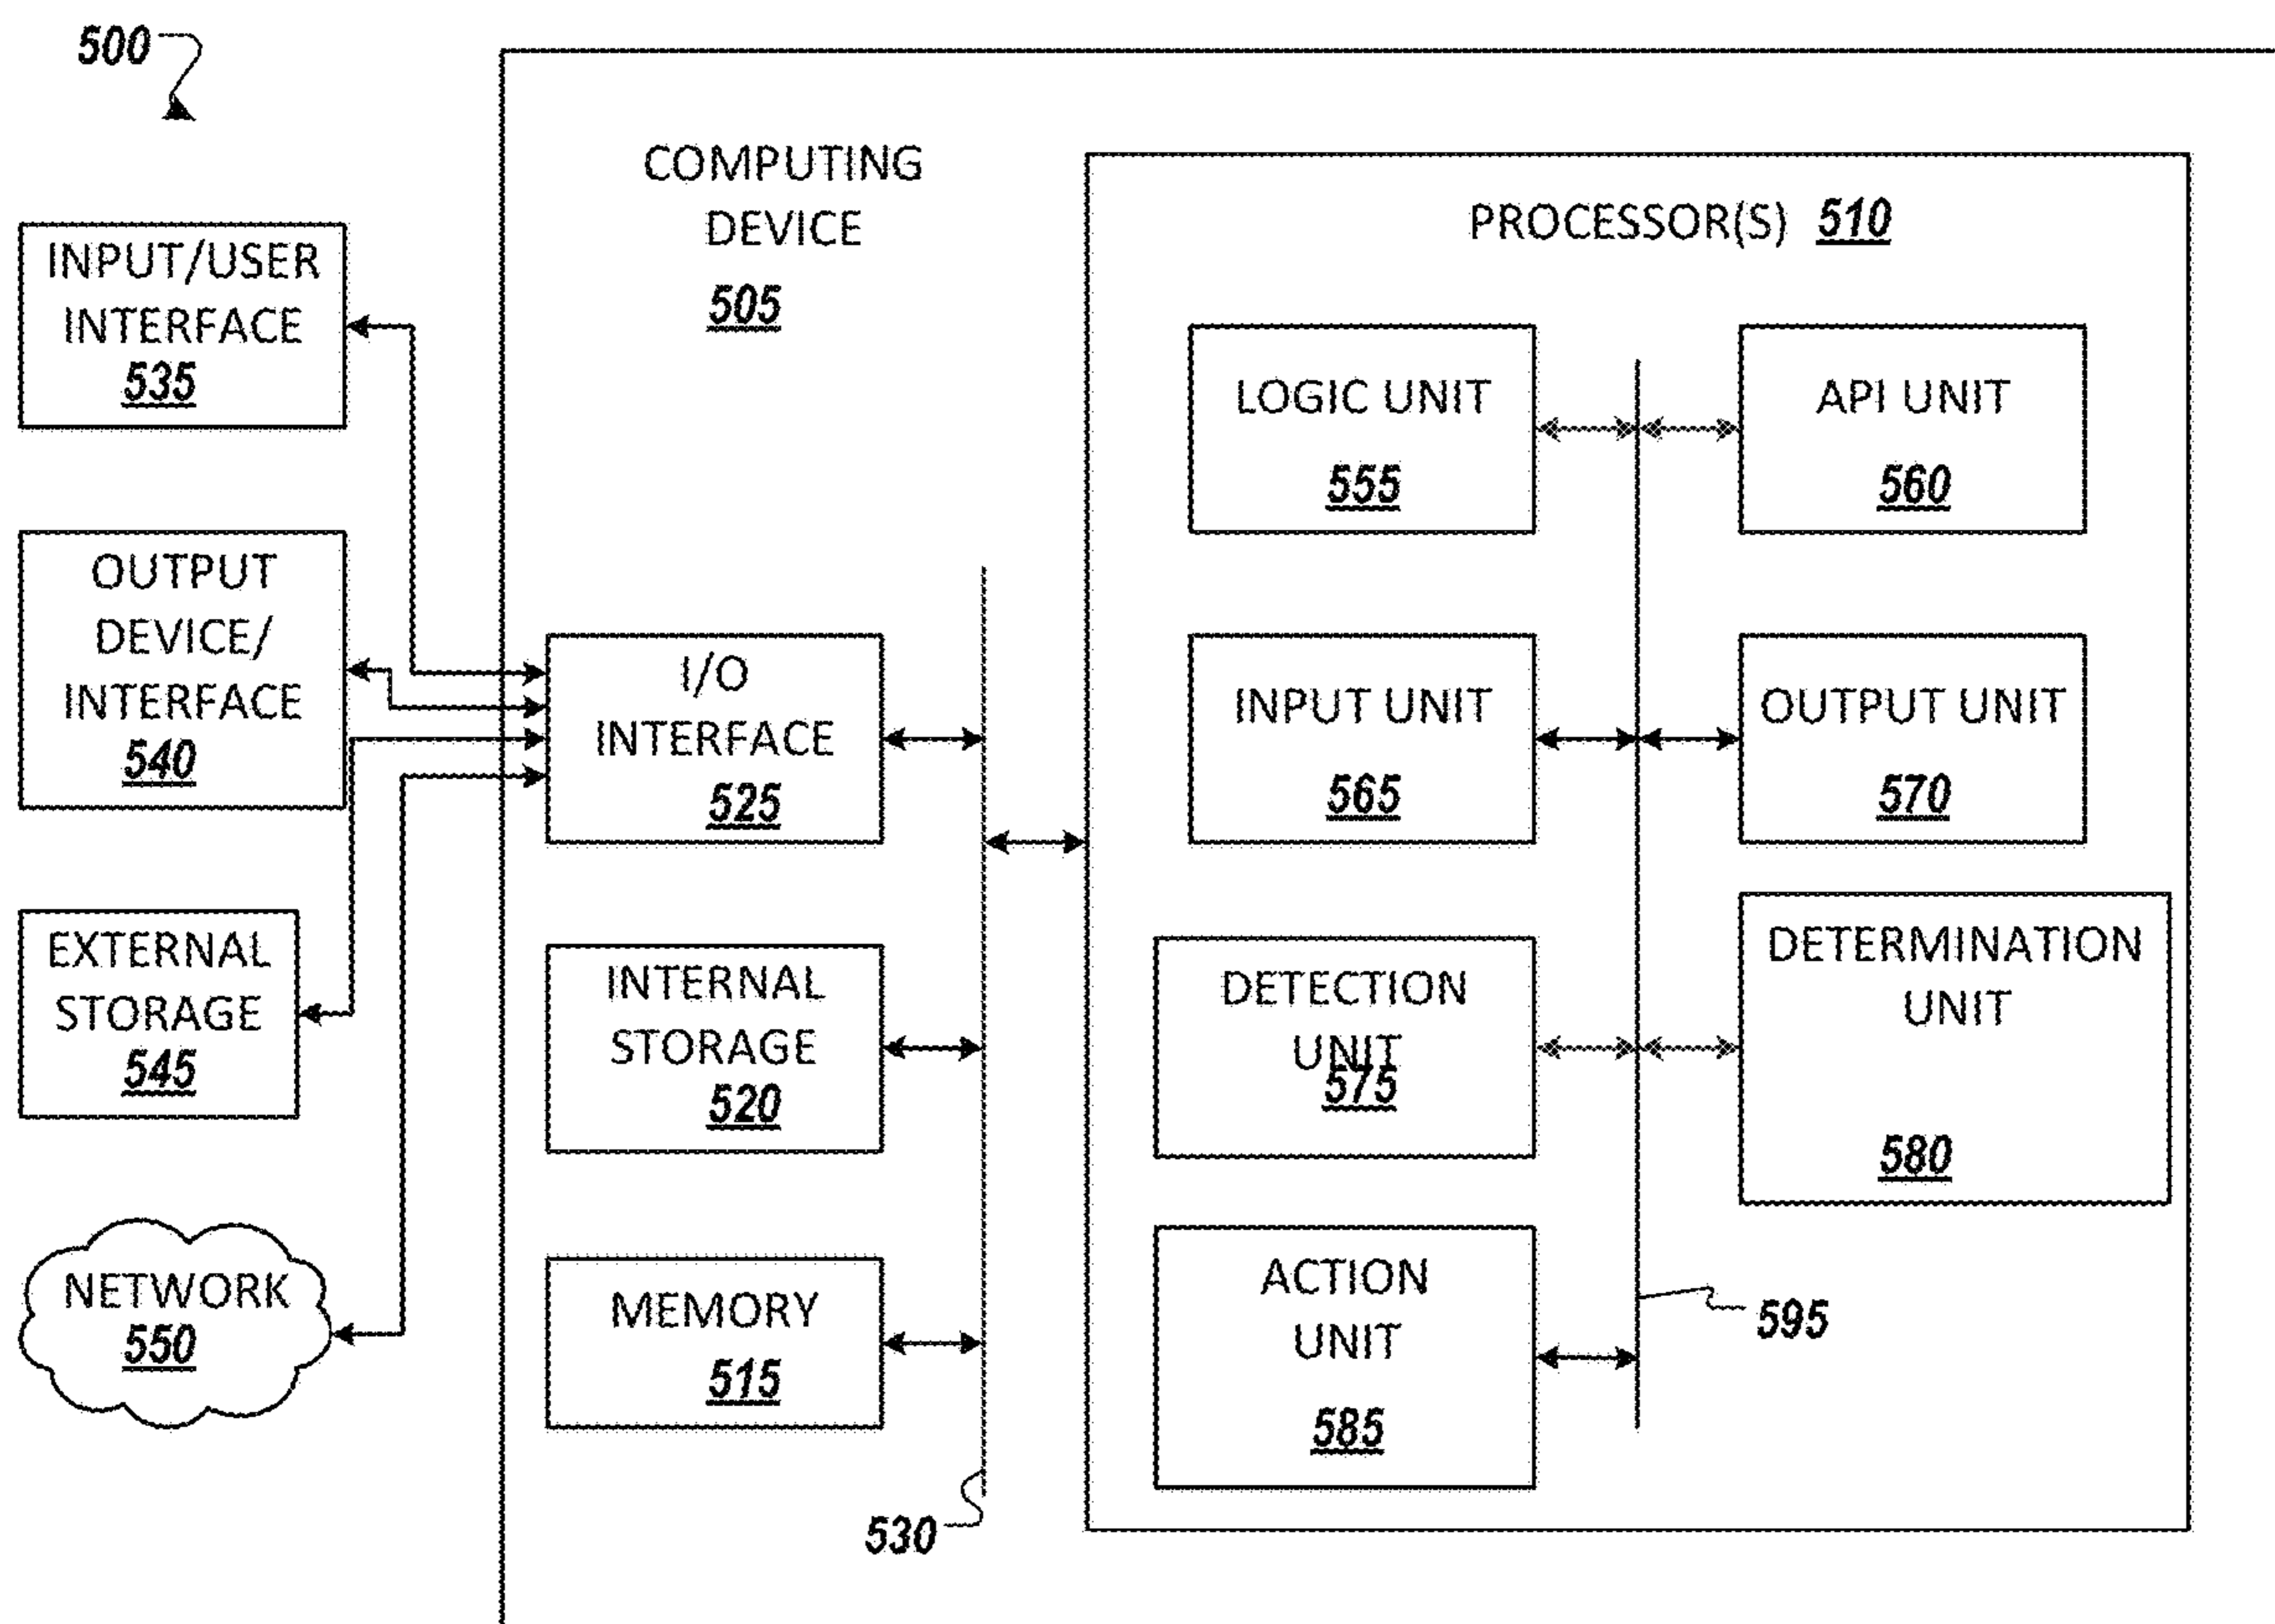 500
COMPUTING
DEVICE
505
PROCESSOR(S) 510
INPUT/USER
INTERFACE
535
OUTPUT
DEVICE/
INTERFACE
540
EXTERNAL
STORAGE
545
NETWORK
550
I/O
INTERFACE
525
INTERNAL
STORAGE
520
MEMORY
515
530
LOGIC UNIT
555
API UNIT
560
INPUT UNIT
565
OUTPUT UNIT
570
DETECTION
UNIT
575
DETERMINATION
UNIT
580
ACTION
UNIT
585
595